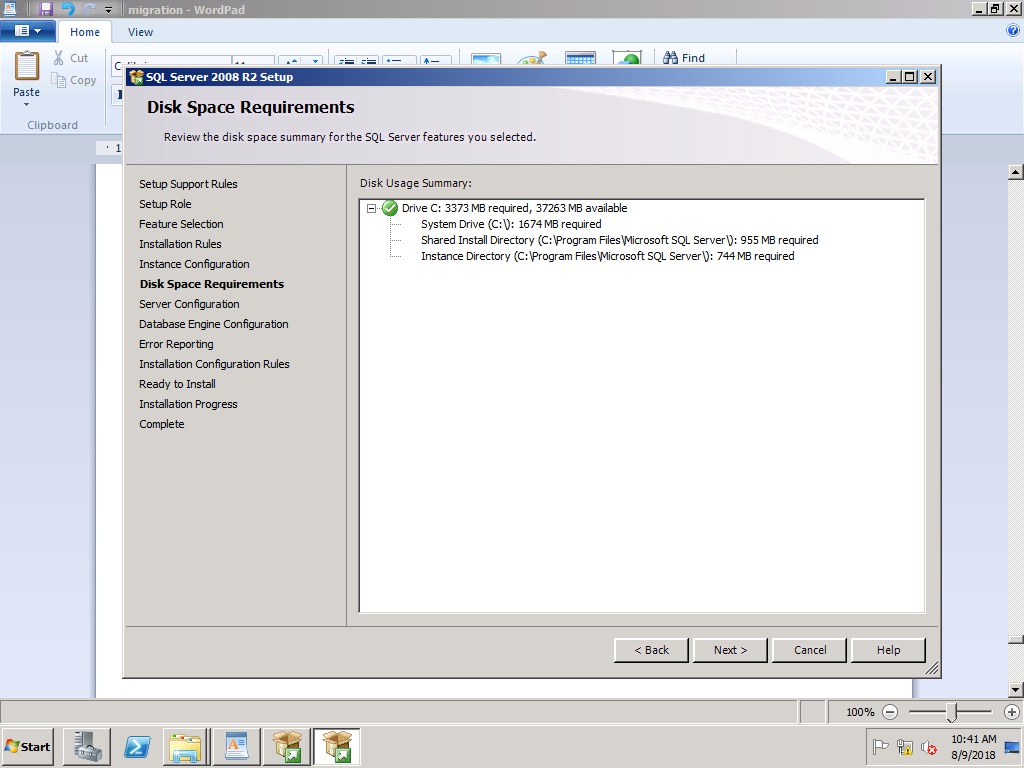 migration - WordPad
Home
View
Paste
Cut
Copy
Clipboard
Find
SQL Server 2008 R2 Setup
Disk Space Requirements
Review the disk space summary for the SQL Server features you selected.
Setup Support Rules
Setup Role
Feature Selection
Installation Rules
Instance Configuration
Disk Space Requirements
Server Configuration
Database Engine Configuration
Error Reporting
Installation Configuration Rules
Ready to Install
Installation Progress
Complete
Disk Usage Summary:
Drive C: 3373 MB required, 37263 MB available
System Drive (C:\): 1674 MB required
Shared Install Directory (C:\Program Files\Microsoft SQL Server\): 955 MB required
Instance Directory (C:\Program Files\Microsoft SQL Server\): 744 MB required
< Back
Next >
Cancel
Help
100%
Start
10:41 AM
8/9/2018